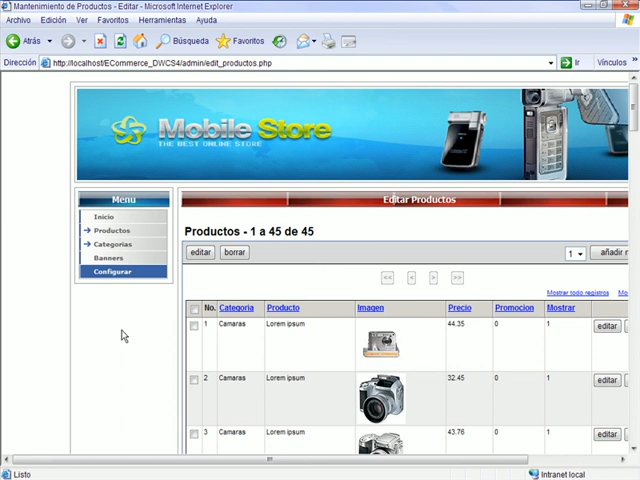 Mantenimiento de Productos - Editar - Microsoft Internet Explorer
Archivo Edición Ver Favoritos Herramientas Ayuda
Atrás Búsqueda Favoritos
Dirección http://localhost/ECommerce_DWCS4/admin/edit_productos.php Ir Vínculos
Mobile Store
THE BEST ONLINE STORE
Menu
Inicio
Productos
Categorias
Banners
Configurar
Editar Productos
Productos - 1 a 45 de 45
editar borrar 1 añadir
<< < > >>
Mostrar todo registros
No. Categoria Producto Imagen Precio Promocion Mostrar
1 Camaras Lorem ipsum 44.35 0 1 editar
2 Camaras Lorem ipsum 32.45 0 1 editar
3 Camaras Lorem ipsum 43.76 0 1 editar
Listo Intranet local